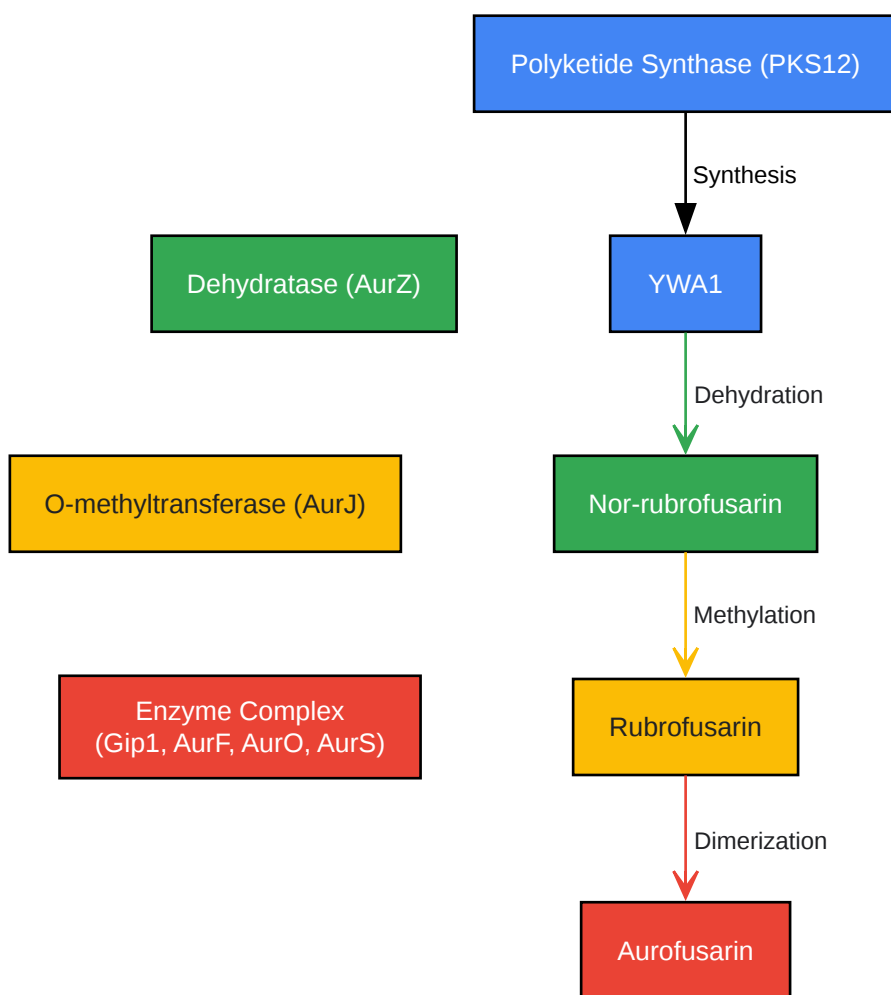 Polyketide Synthase (PKS12)
Synthesis
Dehydratase (AurZ)
YWA1
Dehydration
O-methyltransferase (AurJ)
Nor-rubrofusarin
Methylation
Enzyme Complex
(Gip1, AurF, AurO, AurS)
Rubrofusarin
Dimerization
Aurofusarin